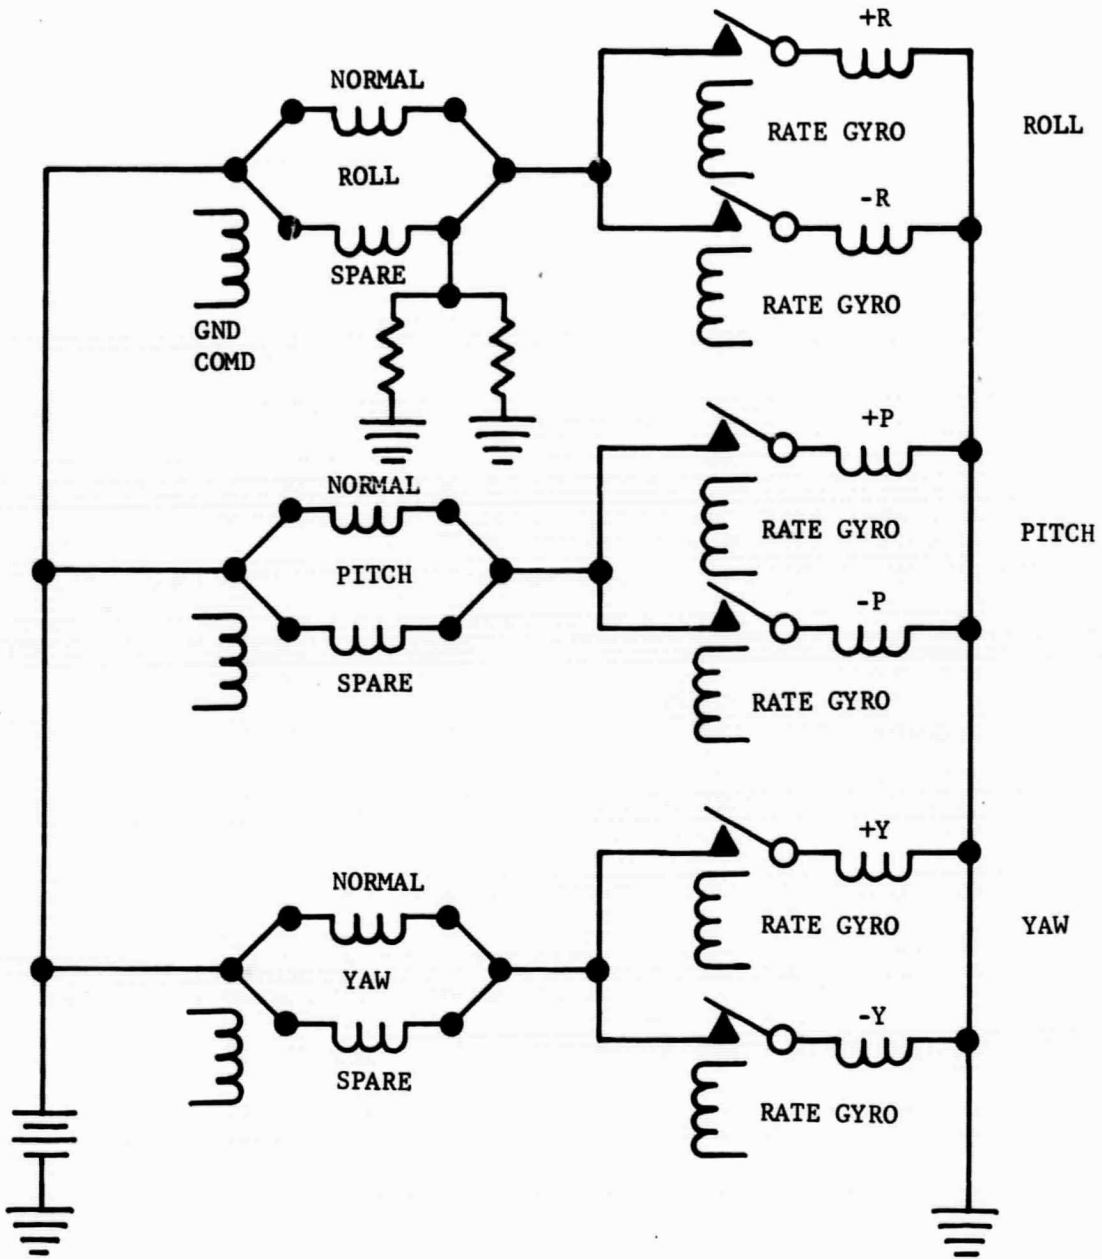 +R
NORMAL
RATE GYRO
ROLL
ROLL
-R
SPARE
RATE GYRO
GND
COMD
+P
NORMAL
RATE GYRO
PITCH
PITCH
-P
SPARE
RATE GYRO
+Y
NORMAL
RATE GYRO
YAW
YAW
-Y
SPARE
RATE GYRO